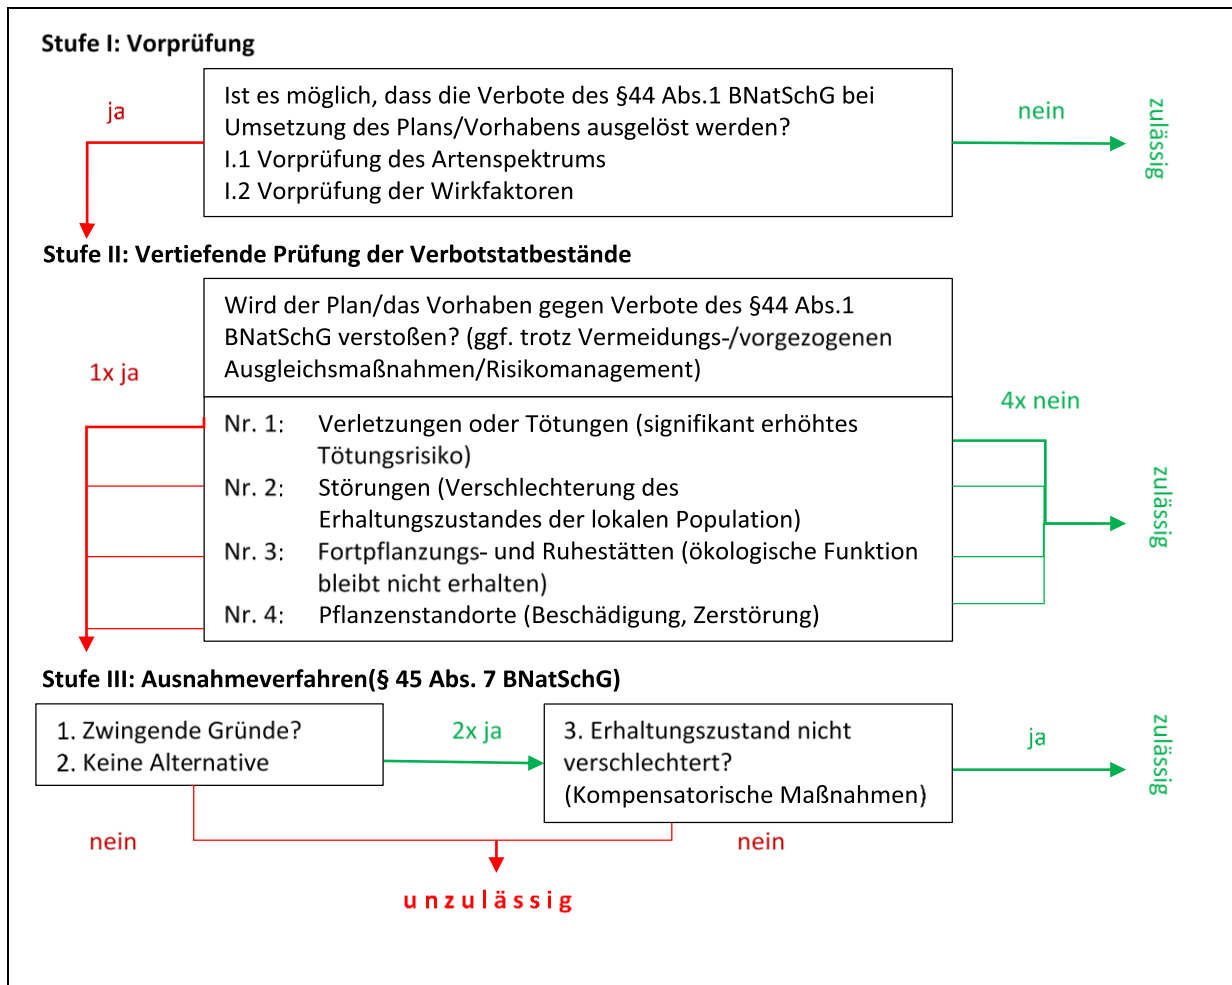 Stufe I: Vorprüfung
ja
Ist es möglich, dass die Verbote des §44 Abs.1 BNatSchG bei
Umsetzung des Plans/Vorhabens ausgelöst werden?
I.1 Vorprüfung des Artenspektrums
I.2 Vorprüfung der Wirkfaktoren
nein
zulässig
Stufe II: Vertiefende Prüfung der Verbotstatbestände
Wird der Plan/das Vorhaben gegen Verbote des §44 Abs.1
BNatSchG verstoßen? (ggf. trotz Vermeidungs-/vorgezogenen
Ausgleichsmaßnahmen/Risikomanagement)
1x ja
4x nein
Nr. 1: Verletzungen oder Tötungen (signifikant erhöhtes
Tötungsrisiko)
Nr. 2: Störungen (Verschlechterung des
Erhaltungszustandes der lokalen Population)
Nr. 3: Fortpflanzungs- und Ruhestätten (ökologische Funktion
bleibt nicht erhalten)
Nr. 4: Pflanzenstandorte (Beschädigung, Zerstörung)
zulässig
Stufe III: Ausnahmeverfahren(§ 45 Abs. 7 BNatSchG)
1. Zwingende Gründe?
2. Keine Alternative
2x ja
3. Erhaltungszustand nicht
verschlechtert?
(Kompensatorische Maßnahmen)
ja
zulässig
nein
nein
unzulässig